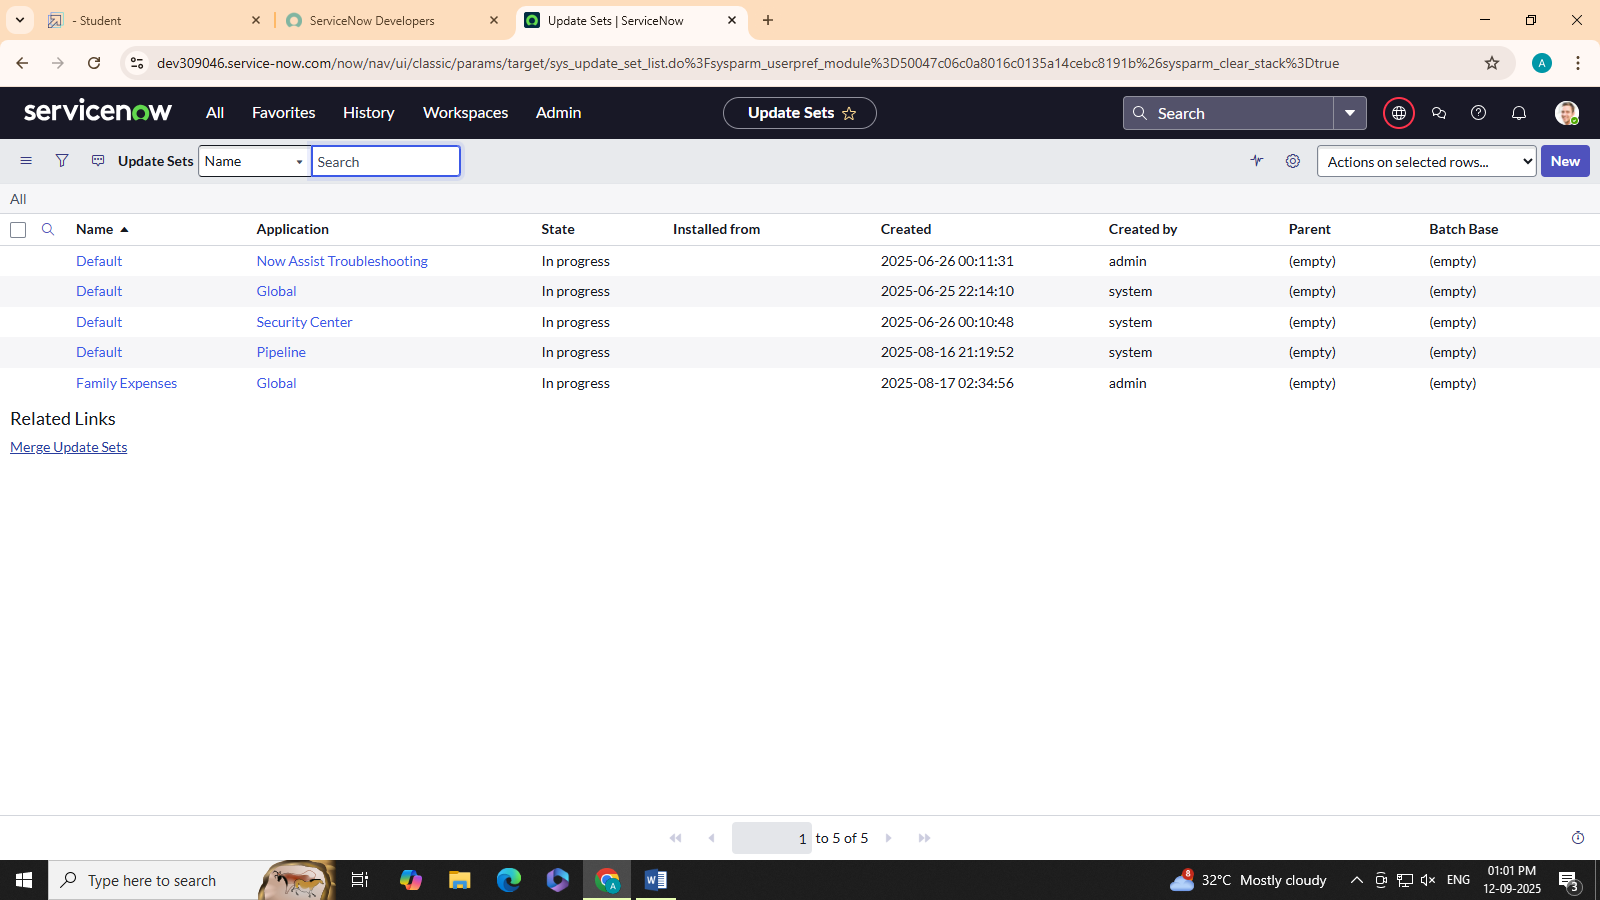 - Student
ServiceNow Developers
Update Sets | ServiceNow
dev309046.service-now.com/now/nav/ui/classic/params/target/sys_update_set_list.do%3Fsysparm_userpref_module%3D50047c06c0a8016c0135a14cebc8191b%26sysparm_clear_stack%3Dtrue
A
servicenow All Favorites History Workspaces Admin Update Sets Search
Update Sets Name Search Actions on selected rows... New
All
Name Application State Installed from Created Created by Parent Batch Base
Default Now Assist Troubleshooting In progress 2025-06-26 00:11:31 admin (empty) (empty)
Default Global In progress 2025-06-25 22:14:10 system (empty) (empty)
Default Security Center In progress 2025-06-26 00:10:48 system (empty) (empty)
Default Pipeline In progress 2025-08-16 21:19:52 system (empty) (empty)
Family Expenses Global In progress 2025-08-17 02:34:56 admin (empty) (empty)
Related Links
Merge Update Sets
1 to 5 of 5
Type here to search
A
W
8
32°C Mostly cloudy
ENG
01:01 PM
12-09-2025
3